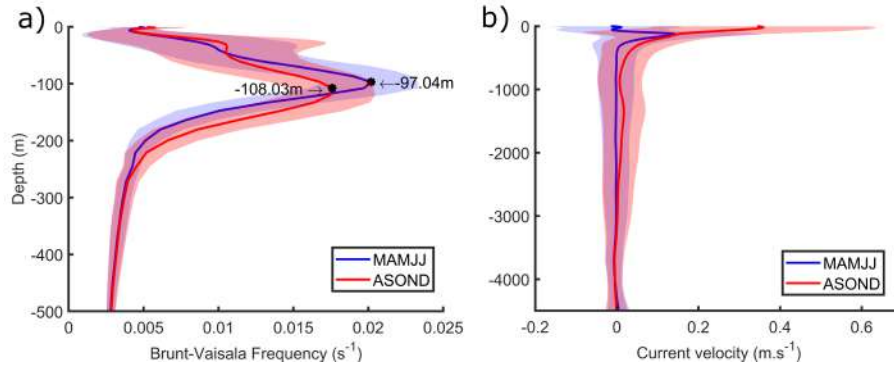 a)
0
-100
-200
-300
-400
-500
Depth (m)
-108.03m →
←-97.04m
MAMJJ
ASOND
0
0.005
0.01
0.015
0.02
0.025
Brunt-Vaisala Frequency (s-1)
b)
0
-1000
-2000
-3000
-4000
MAMJJ
ASOND
-0.2
0
0.2
0.4
0.6
Current velocity (m.s-1)